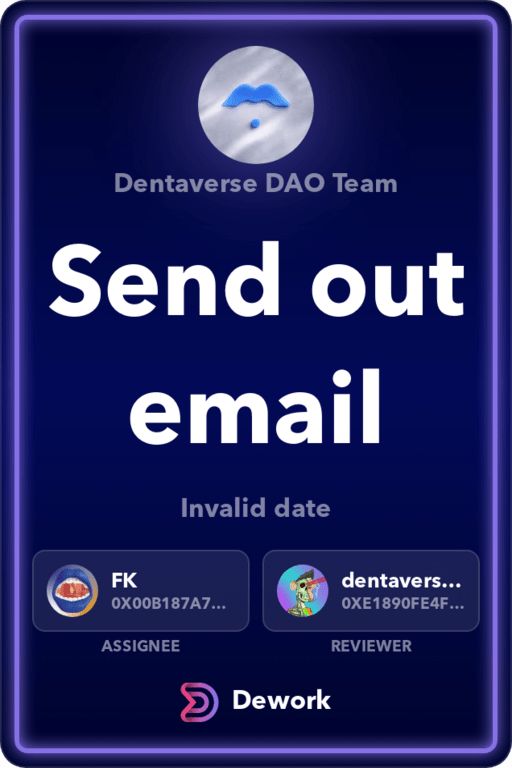 Dentaverse DAO Team
Send out
email
Invalid date
FK
0X00B187A7...
dentavers...
0XE1890FE4F...
ASSIGNEE
REVIEWER
Dework